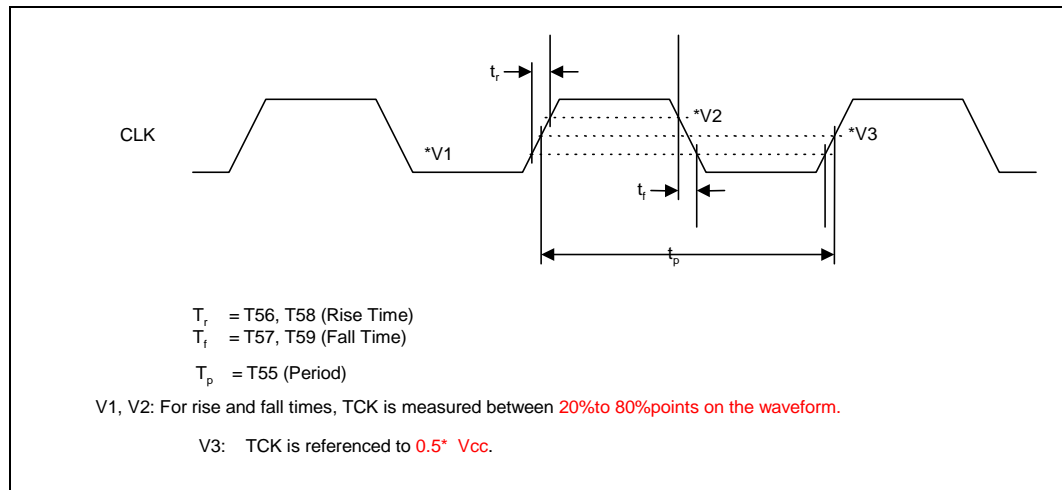 tr
*V2
CLK
*V3
*V1
tf
tp
Tr = T56, T58 (Rise Time)
Tf = T57, T59 (Fall Time)
Tp = T55 (Period)
V1, V2: For rise and fall times, TCK is measured between 20%to 80%points on the waveform.
V3: TCK is referenced to 0.5* Vcc.